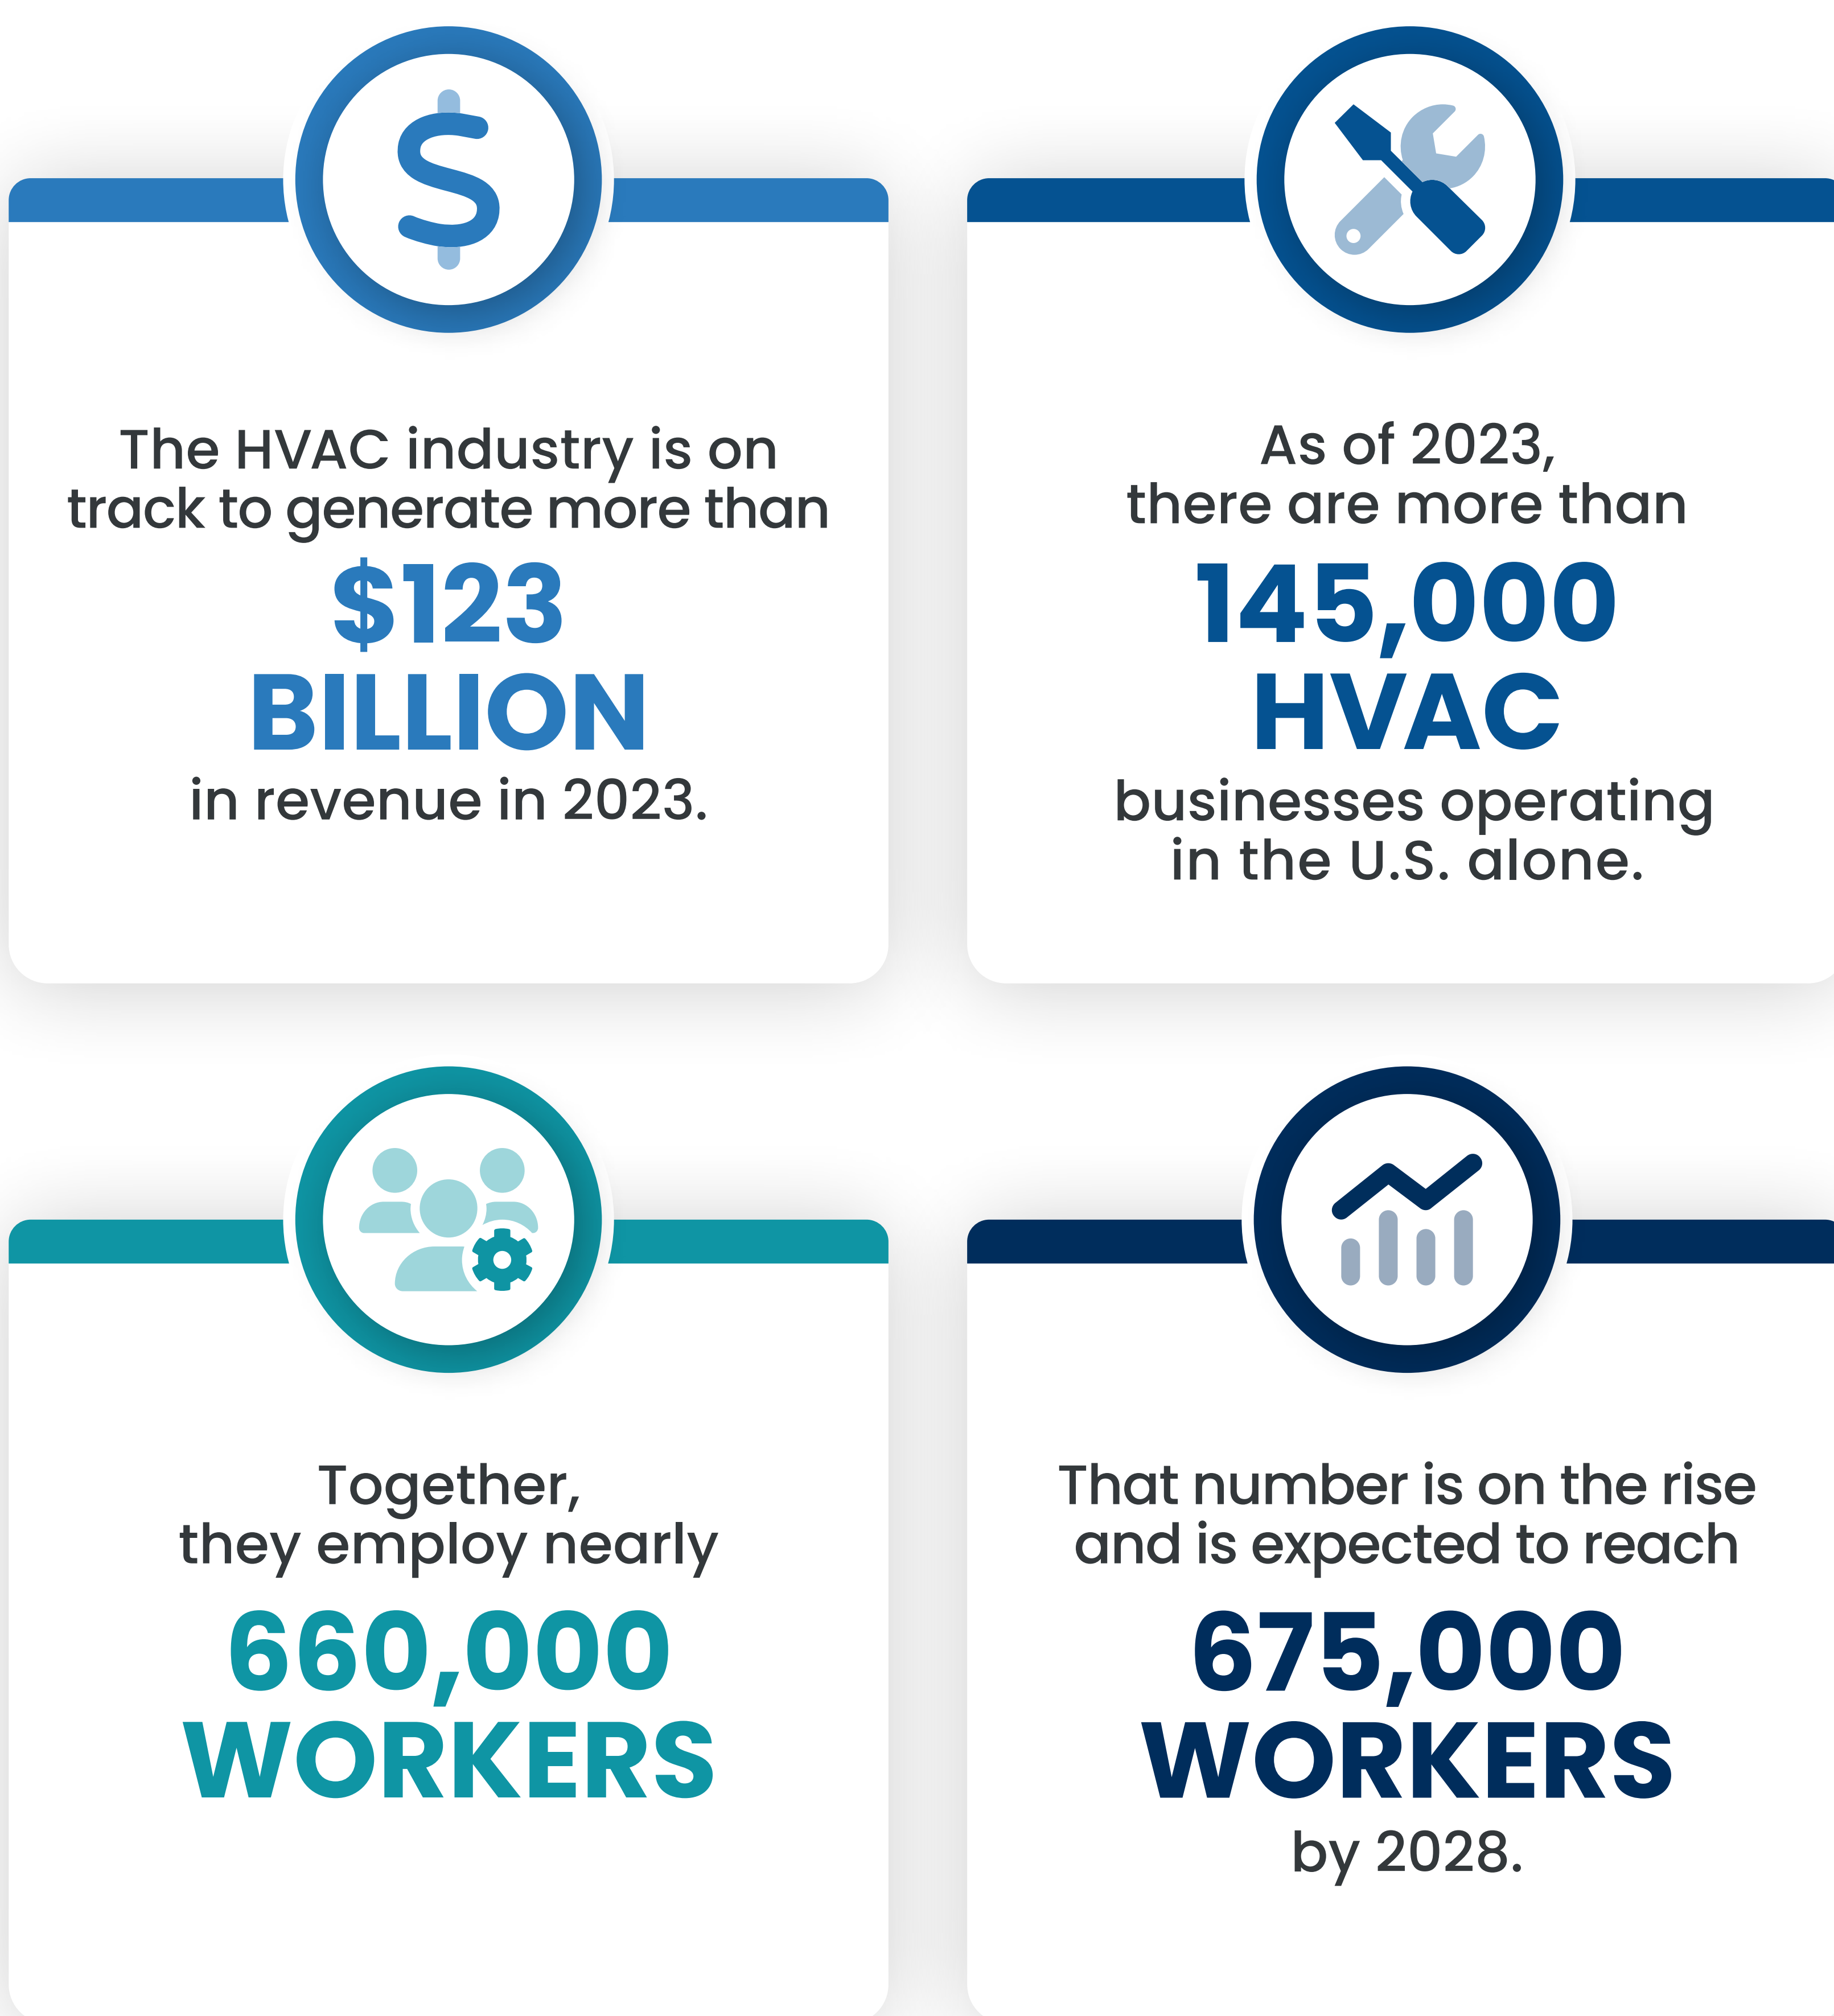 The HVAC industry is on
track to generate more than
$123
BILLION
in revenue in 2023.
As of 2023,
there are more than
145,000
HVAC
businesses operating
in the U.S. alone.
Together,
they employ nearly
660,000
WORKERS
That number is on the rise
and is expected to reach
675,000
WORKERS
by 2028.